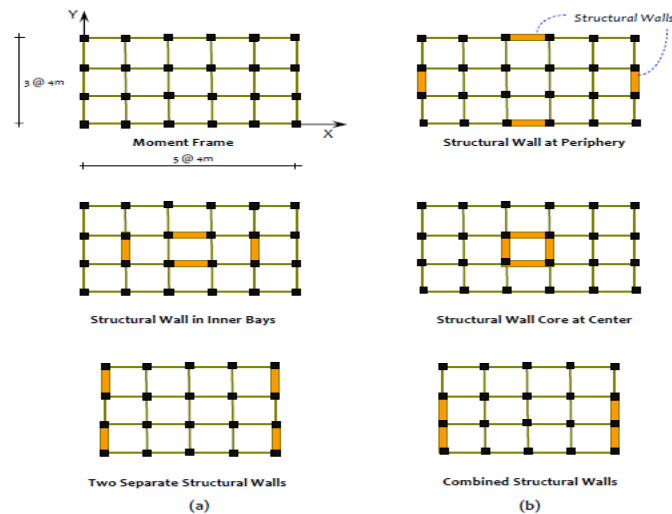 Y
Structural Walls
3 @ 4m
X
Moment Frame
Structural Wall at Periphery
5 @ 4m
Structural Wall in Inner Bays
Structural Wall Core at Center
Two Separate Structural Walls
Combined Structural Walls
(a)
(b)